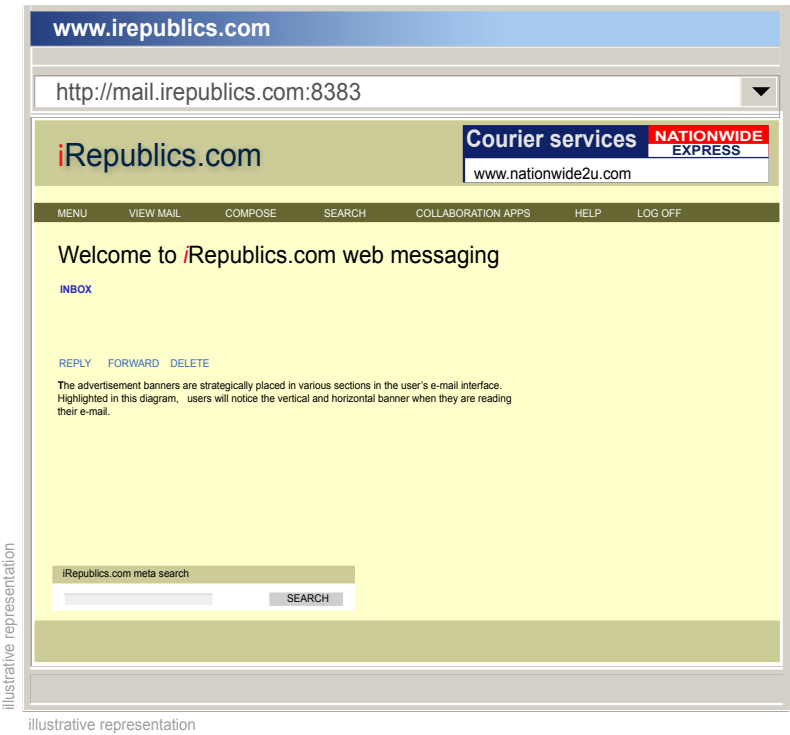 www.irepublics.com
http://mail.irepublics.com:8383
iRepublics.com
Courier services NATIONWIDE
EXPRESS
www.nationwide2u.com
MENU VIEW MAIL COMPOSE SEARCH COLLABORATION APPS HELP LOG OFF
Welcome to iRepublics.com web messaging
INBOX
REPLY FORWARD DELETE
The advertisement banners are strategically placed in various sections in the user's e-mail interface.
Highlighted in this diagram, users will notice the vertical and horizontal banner when they are reading
their e-mail.
iRepublics.com meta search
SEARCH
illustrative representation
illustrative representation